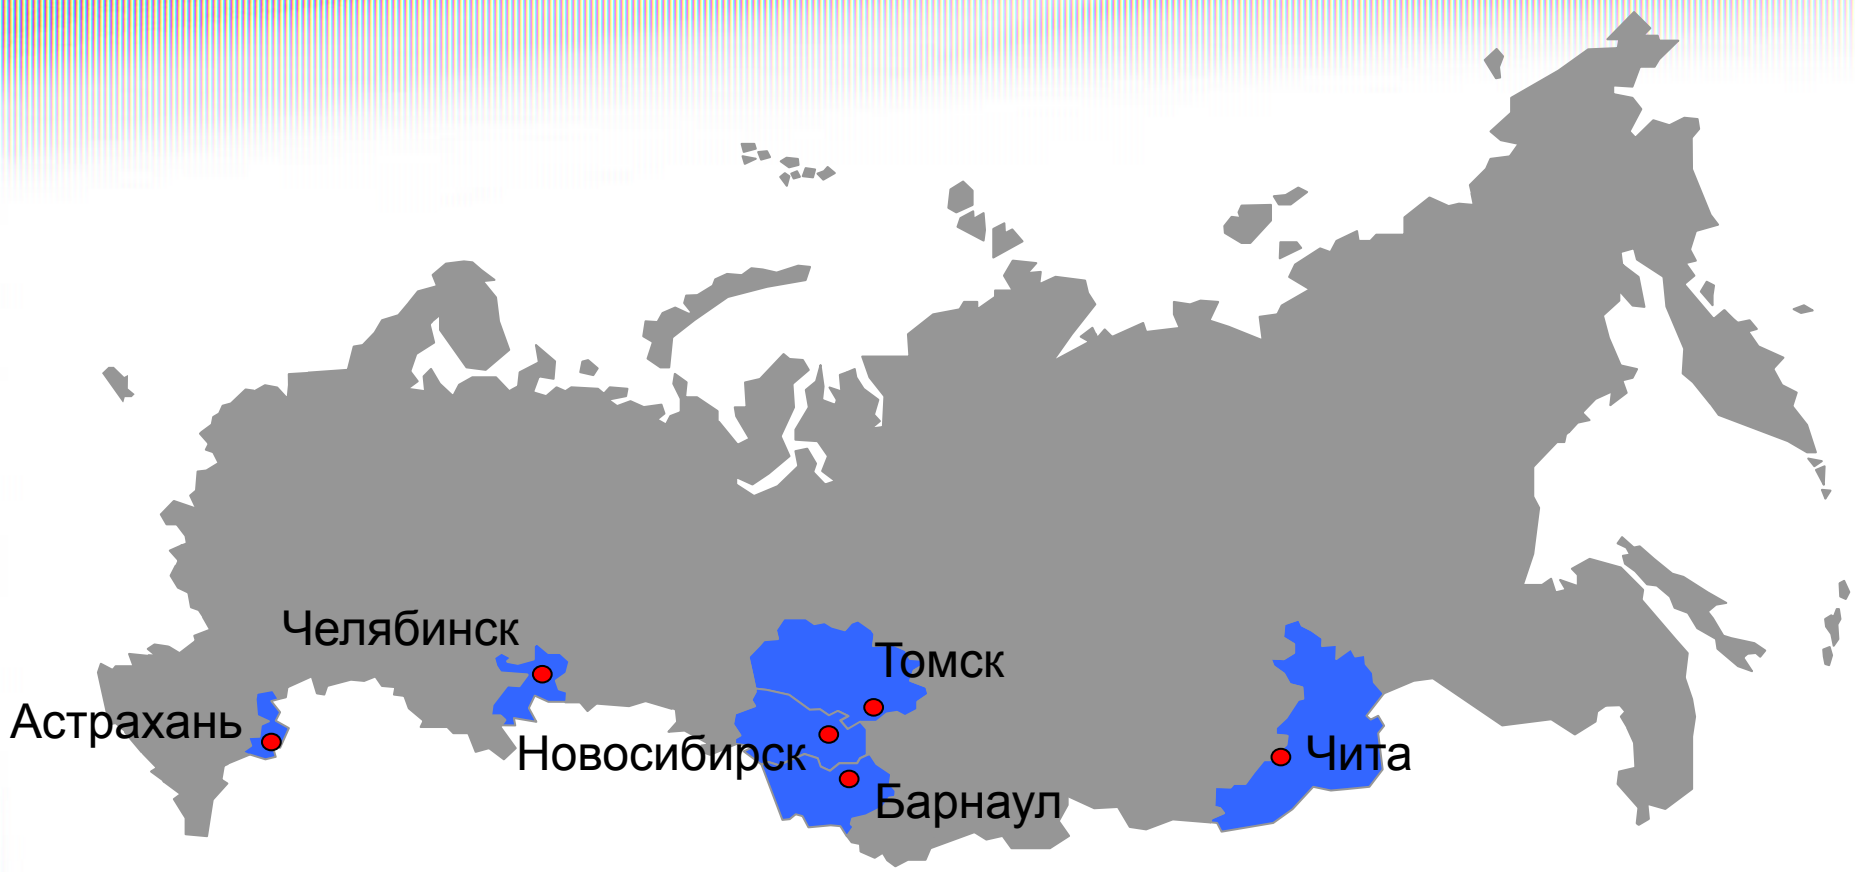 Челябинск
Томск
Астрахань
Новосибирск
Чита
Барнаул